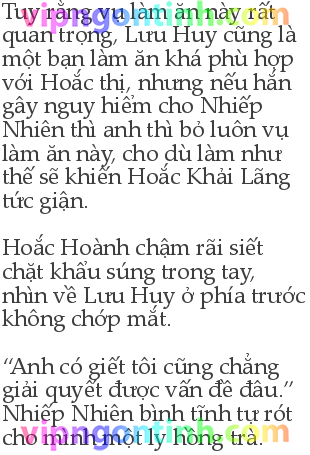 Tuy rằng vụ làm ăn này rất
quan trọng, Lưu Huy cũng là
một bạn làm ăn khá phù hợp
với Hoắc thị, nhưng nếu hắn
gây nguy hiểm cho Nhiếp
Nhiên thì anh thì bỏ luôn vụ
làm ăn này, cho dù làm như
thế sẽ khiến Hoắc Khải Lãng
tức giận.
Hoắc Hoành chậm rãi siết
chặt khẩu súng trong tay,
nhìn về Lưu Huy ở phía trước
không chớp mắt.
“Anh có giết tôi cũng chẳng
giải quyết được vấn đề đâu.”
Nhiếp Nhiên bình tĩnh tự rót
cho mình một ly hồng trà.
vipngontinh.com
vipngontinh.com